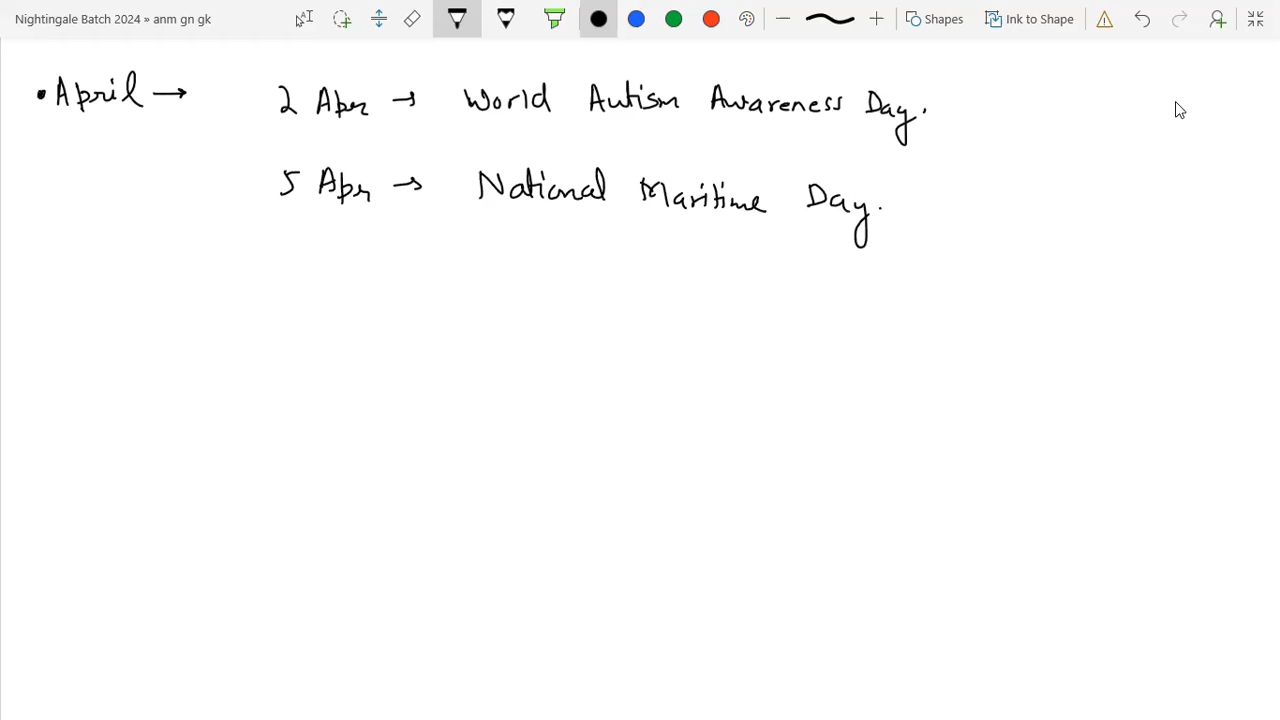 Nightingale Batch 2024 » anm gn gk
Shapes Ink to Shape
• April → 2 Apr → World Autism Awareness Day.
5 Apr → National Maritime Day.